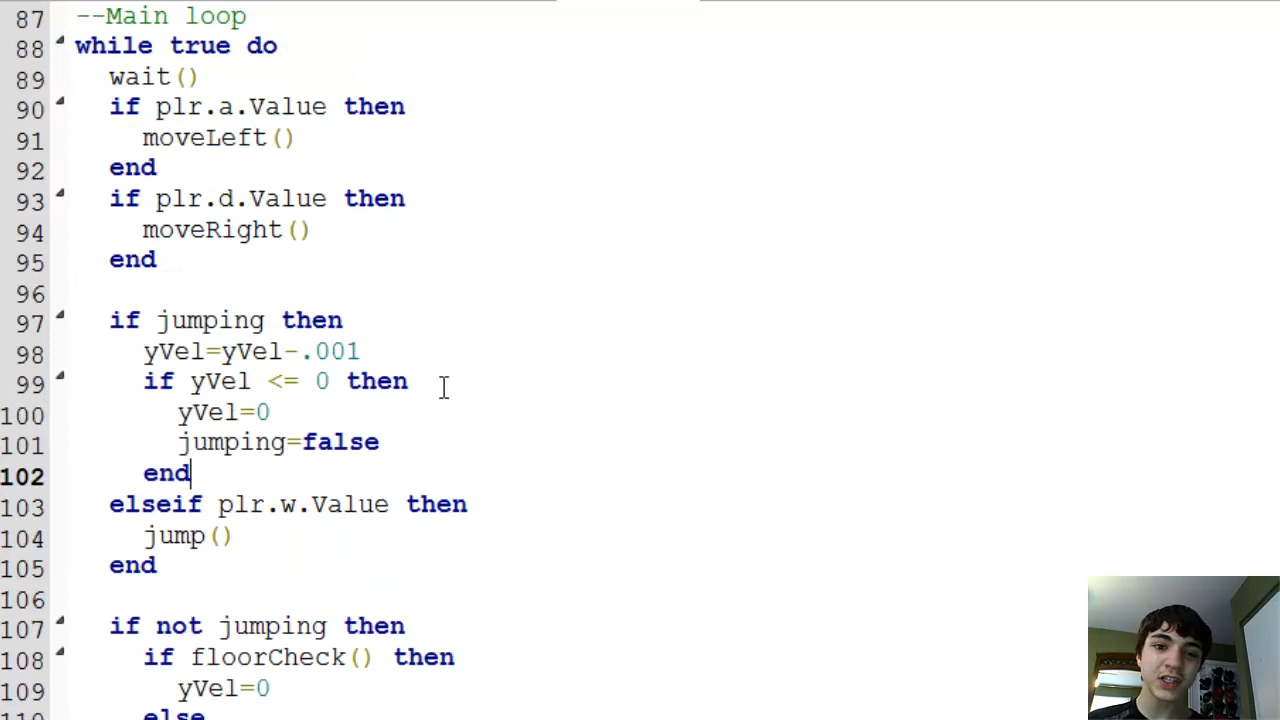 87 --Main loop
88 while true do
89 wait()
90 if plr.a.Value then
91 moveLeft()
92 end
93 if plr.d.Value then
94 moveRight()
95 end
96
97 if jumping then
98 yVel=yVel-.001
99 if yVel <= 0 then
100 yVel=0
101 jumping=false
102 end
103 elseif plr.w.Value then
104 jump()
105 end
106
107 if not jumping then
108 if floorCheck() then
109 yVel=0
110 else